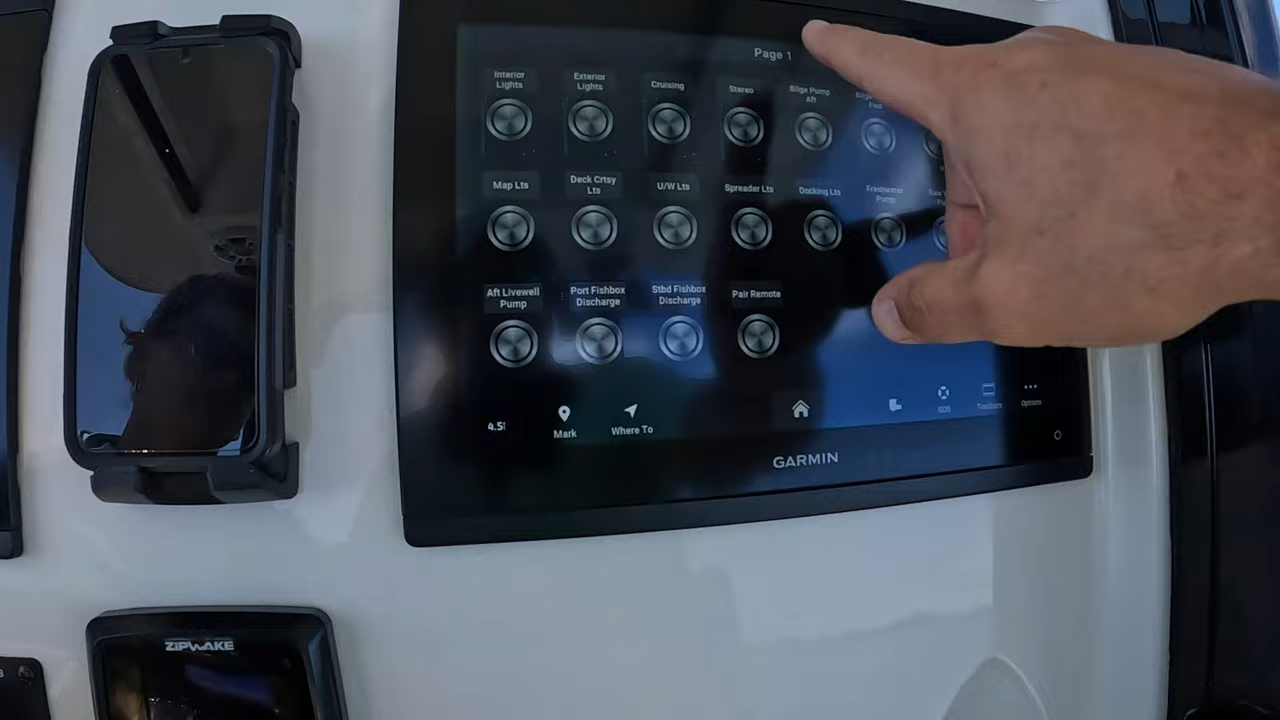 Page 1
Interior
Lights
Exterior
Lights
Cruising
Stereo
Bilge Pump
Aft
Map Lts
Deck Crtsy
Lts
U/W Lts
Spreader Lts
Docking Lts
Freshwater
Pump
Aft Livewell
Pump
Port Fishbox
Discharge
Stbd Fishbox
Discharge
Pair Remote
Mark
Where To
SOS
Options
GARMIN
ZIPWAKE